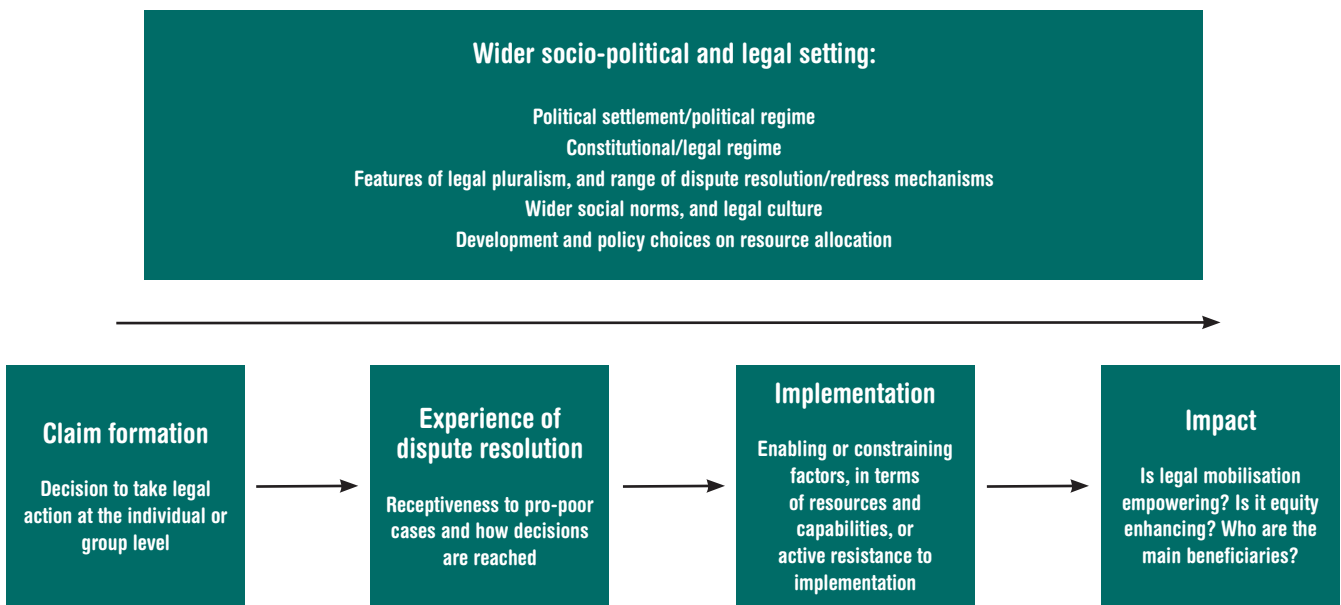 Wider socio-political and legal setting:
Political settlement/political regime
Constitutional/legal regime
Features of legal pluralism, and range of dispute resolution/redress mechanisms
Wider social norms, and legal culture
Development and policy choices on resource allocation
Claim formation
Decision to take legal
action at the individual or
group level
Experience of
dispute resolution
Receptiveness to pro-poor
cases and how decisions
are reached
Implementation
Enabling or constraining
factors, in terms
of resources and
capabilities, or
active resistance to
implementation
Impact
Is legal mobilisation
empowering? Is it equity
enhancing? Who are the
main beneficiaries?